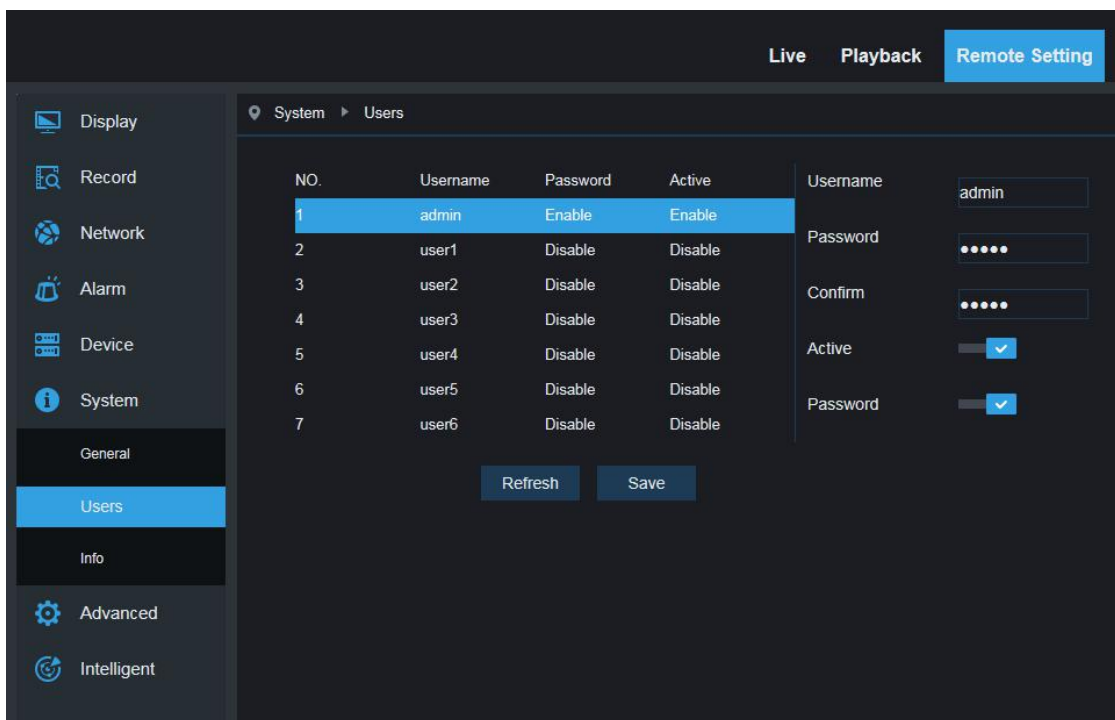 Live Playback Remote Setting
System Users
Display
Record
Network
Alarm
Device
System
General
Users
Info
Advanced
Intelligent
NO. Username Password Active
1 admin Enable Enable
2 user1 Disable Disable
3 user2 Disable Disable
4 user3 Disable Disable
5 user4 Disable Disable
6 user5 Disable Disable
7 user6 Disable Disable
Refresh Save
Username admin
Password •••••
Confirm •••••
Active
Password